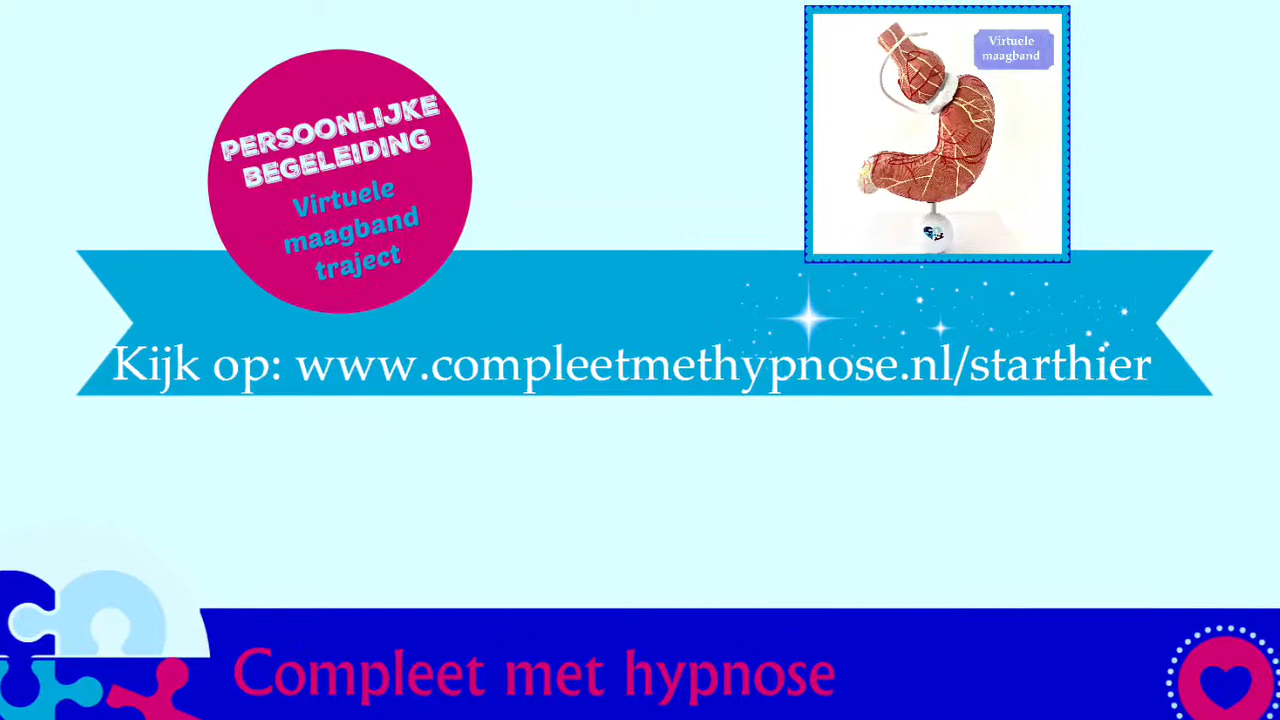 PERSOONLIJKE
BEGELEIDING
Virtuele
maagband
traject
Virtuele
maagband
Kijk op: www.compleetmethypnose.nl/starthier
Compleet met hypnose